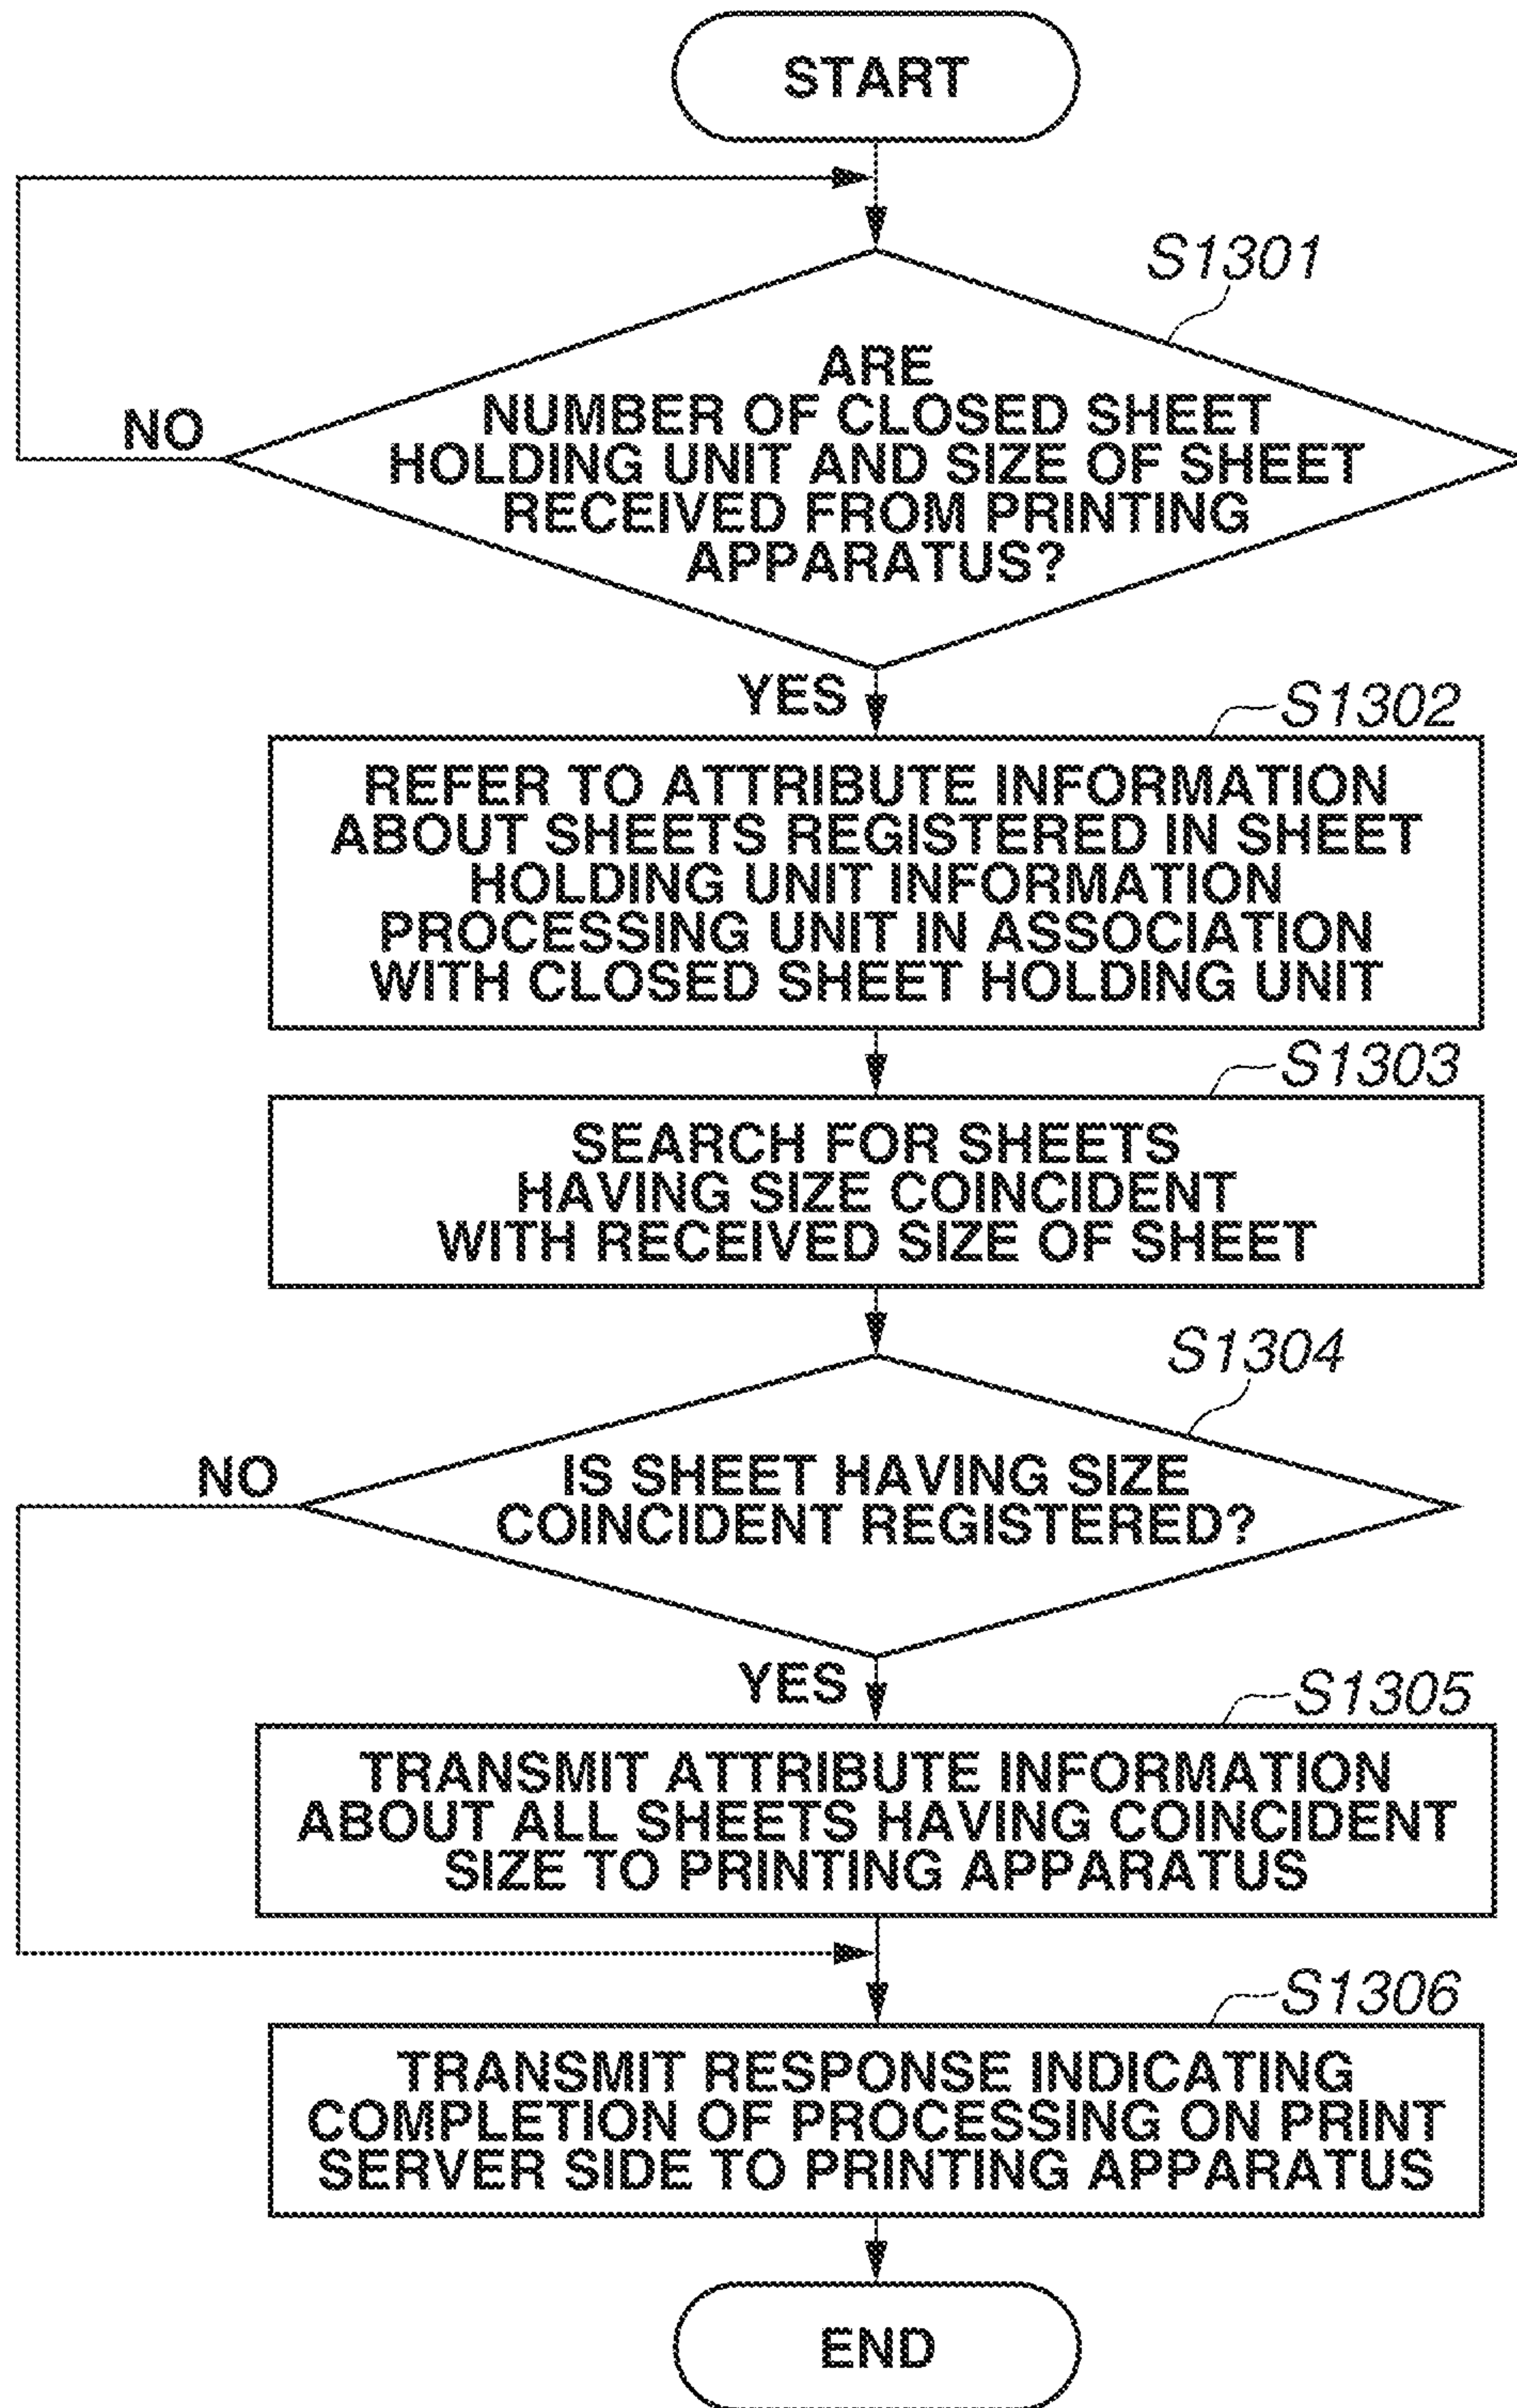 START
S1301
ARE
NUMBER OF CLOSED SHEET
HOLDING UNIT AND SIZE OF SHEET
RECEIVED FROM PRINTING
APPARATUS?
NO
YES
S1302
REFER TO ATTRIBUTE INFORMATION
ABOUT SHEETS REGISTERED IN SHEET
HOLDING UNIT INFORMATION
PROCESSING UNIT IN ASSOCIATION
WITH CLOSED SHEET HOLDING UNIT
S1303
SEARCH FOR SHEETS
HAVING SIZE COINCIDENT
WITH RECEIVED SIZE OF SHEET
S1304
IS SHEET HAVING SIZE
COINCIDENT REGISTERED?
NO
YES
S1305
TRANSMIT ATTRIBUTE INFORMATION
ABOUT ALL SHEETS HAVING COINCIDENT
SIZE TO PRINTING APPARATUS
S1306
TRANSMIT RESPONSE INDICATING
COMPLETION OF PROCESSING ON PRINT
SERVER SIDE TO PRINTING APPARATUS
END